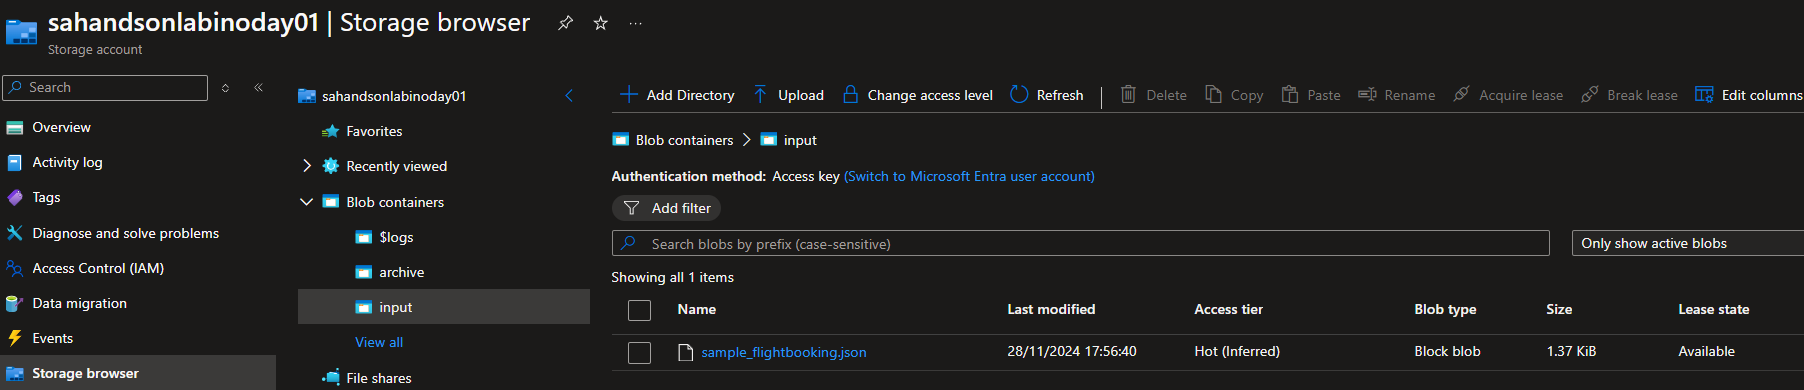 sahandsonlabinoday01 | Storage browser
Storage account
Search
Overview
Activity log
Tags
Diagnose and solve problems
Access Control (IAM)
Data migration
Events
Storage browser
sahandsonlabinoday01
Favorites
Recently viewed
Blob containers
$logs
archive
input
View all
File shares
Add Directory Upload Change access level Refresh Delete Copy Paste Rename Acquire lease Break lease Edit columns
Blob containers > input
Authentication method: Access key (Switch to Microsoft Entra user account)
Add filter
Search blobs by prefix (case-sensitive) Only show active blobs
Showing all 1 items
Name Last modified Access tier Blob type Size Lease state
sample_flightbooking.json 28/11/2024 17:56:40 Hot (Inferred) Block blob 1.37 KiB Available